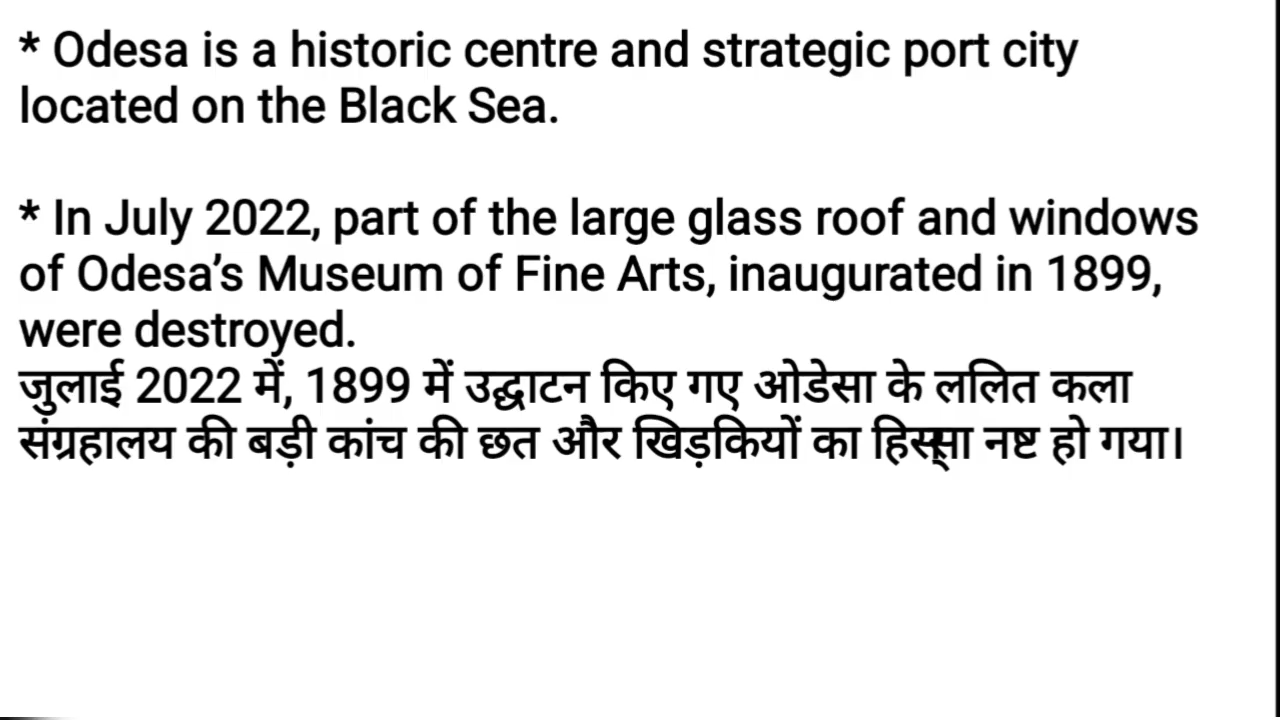 * Odesa is a historic centre and strategic port city
located on the Black Sea.
* In July 2022, part of the large glass roof and windows
of Odesa’s Museum of Fine Arts, inaugurated in 1899,
were destroyed.
जुलाई 2022 में, 1899 में उद्घाटन किए गए ओडेसा के ललित कला
संग्रहालय की बड़ी कांच की छत और खिड़कियों का हिस्सा नष्ट हो गया।